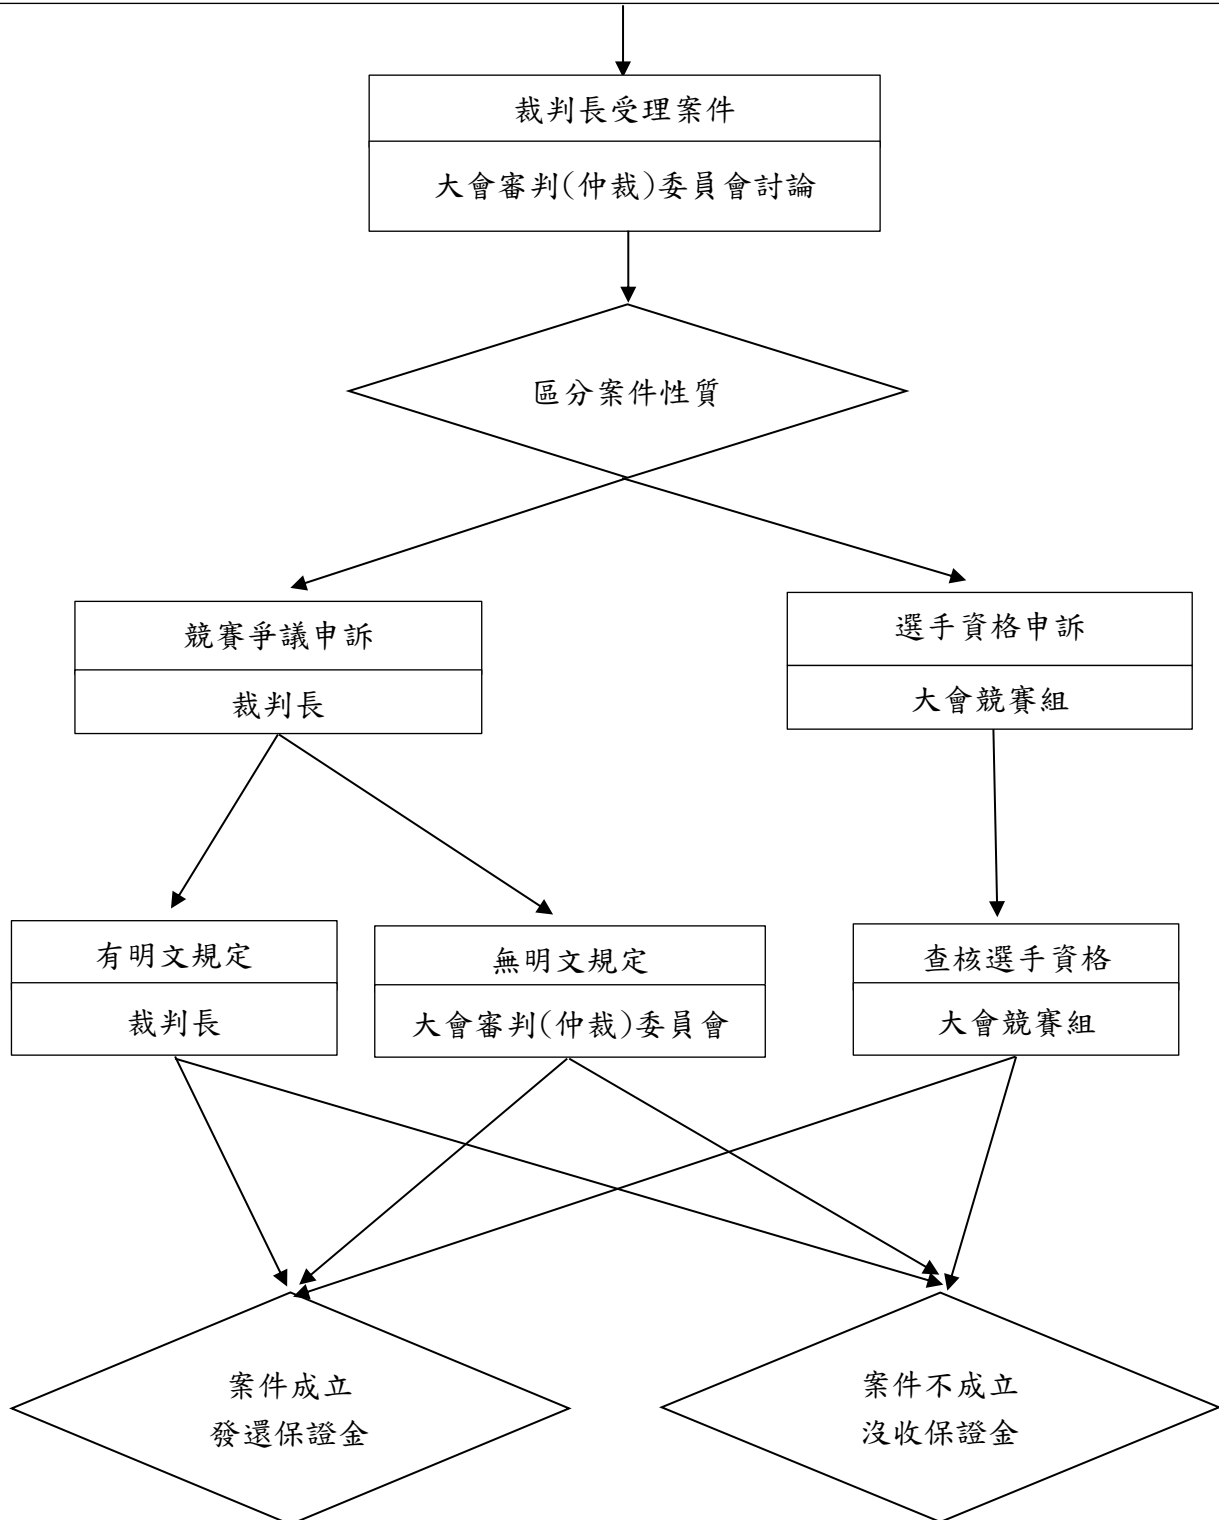 裁判長受理案件
大會審判(仲裁)委員會討論
區分案件性質
競賽爭議申訴
裁判長
選手資格申訴
大會競賽組
有明文規定
裁判長
無明文規定
大會審判(仲裁)委員會
查核選手資格
大會競賽組
案件成立
發還保證金
案件不成立
沒收保證金